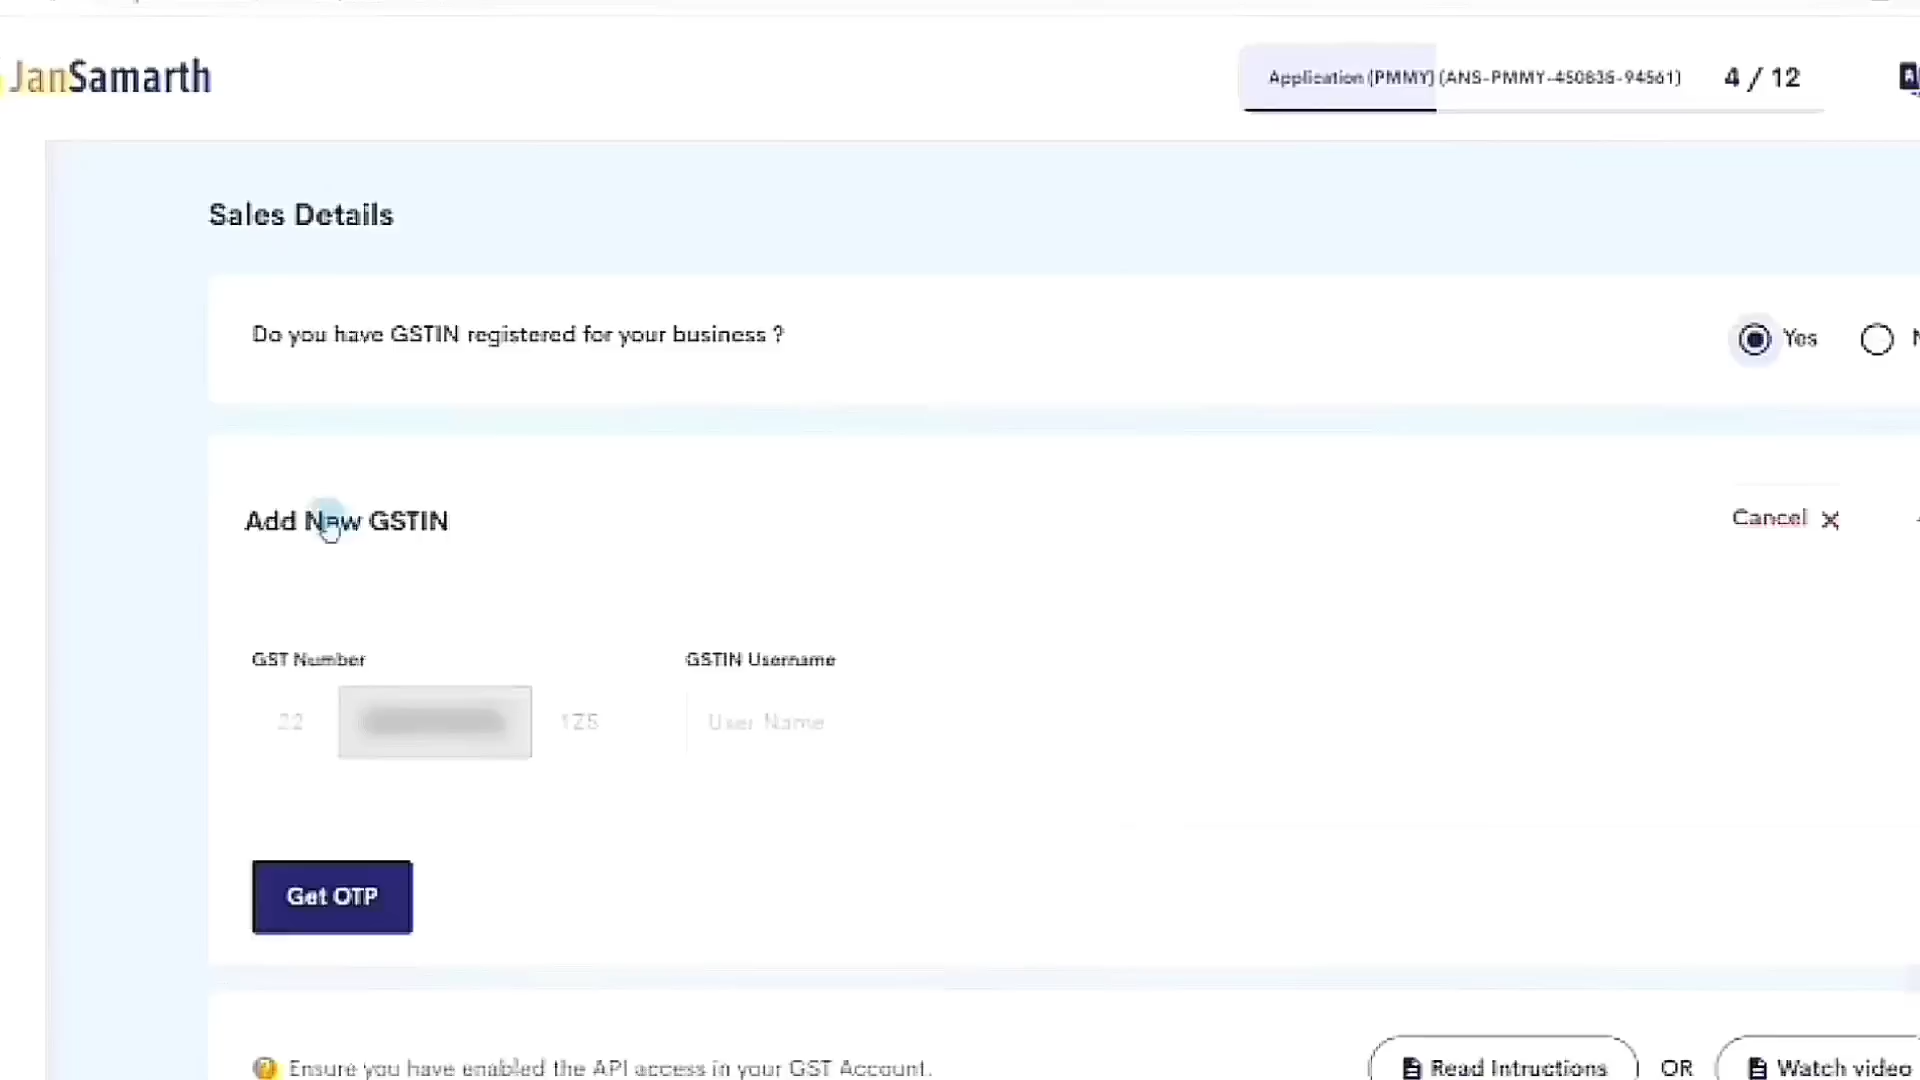 JanSamarth
Application (PMMY) (ANS-PMMY-450835-94561) 4 / 12
Sales Details
Do you have GSTIN registered for your business ?
Yes
Add New GSTIN
Cancel X
GST Number
GSTIN Username
22
1Z5
User Name
Get OTP
Ensure you have enabled the API access in your GST Account.
Read Intructions OR Watch video